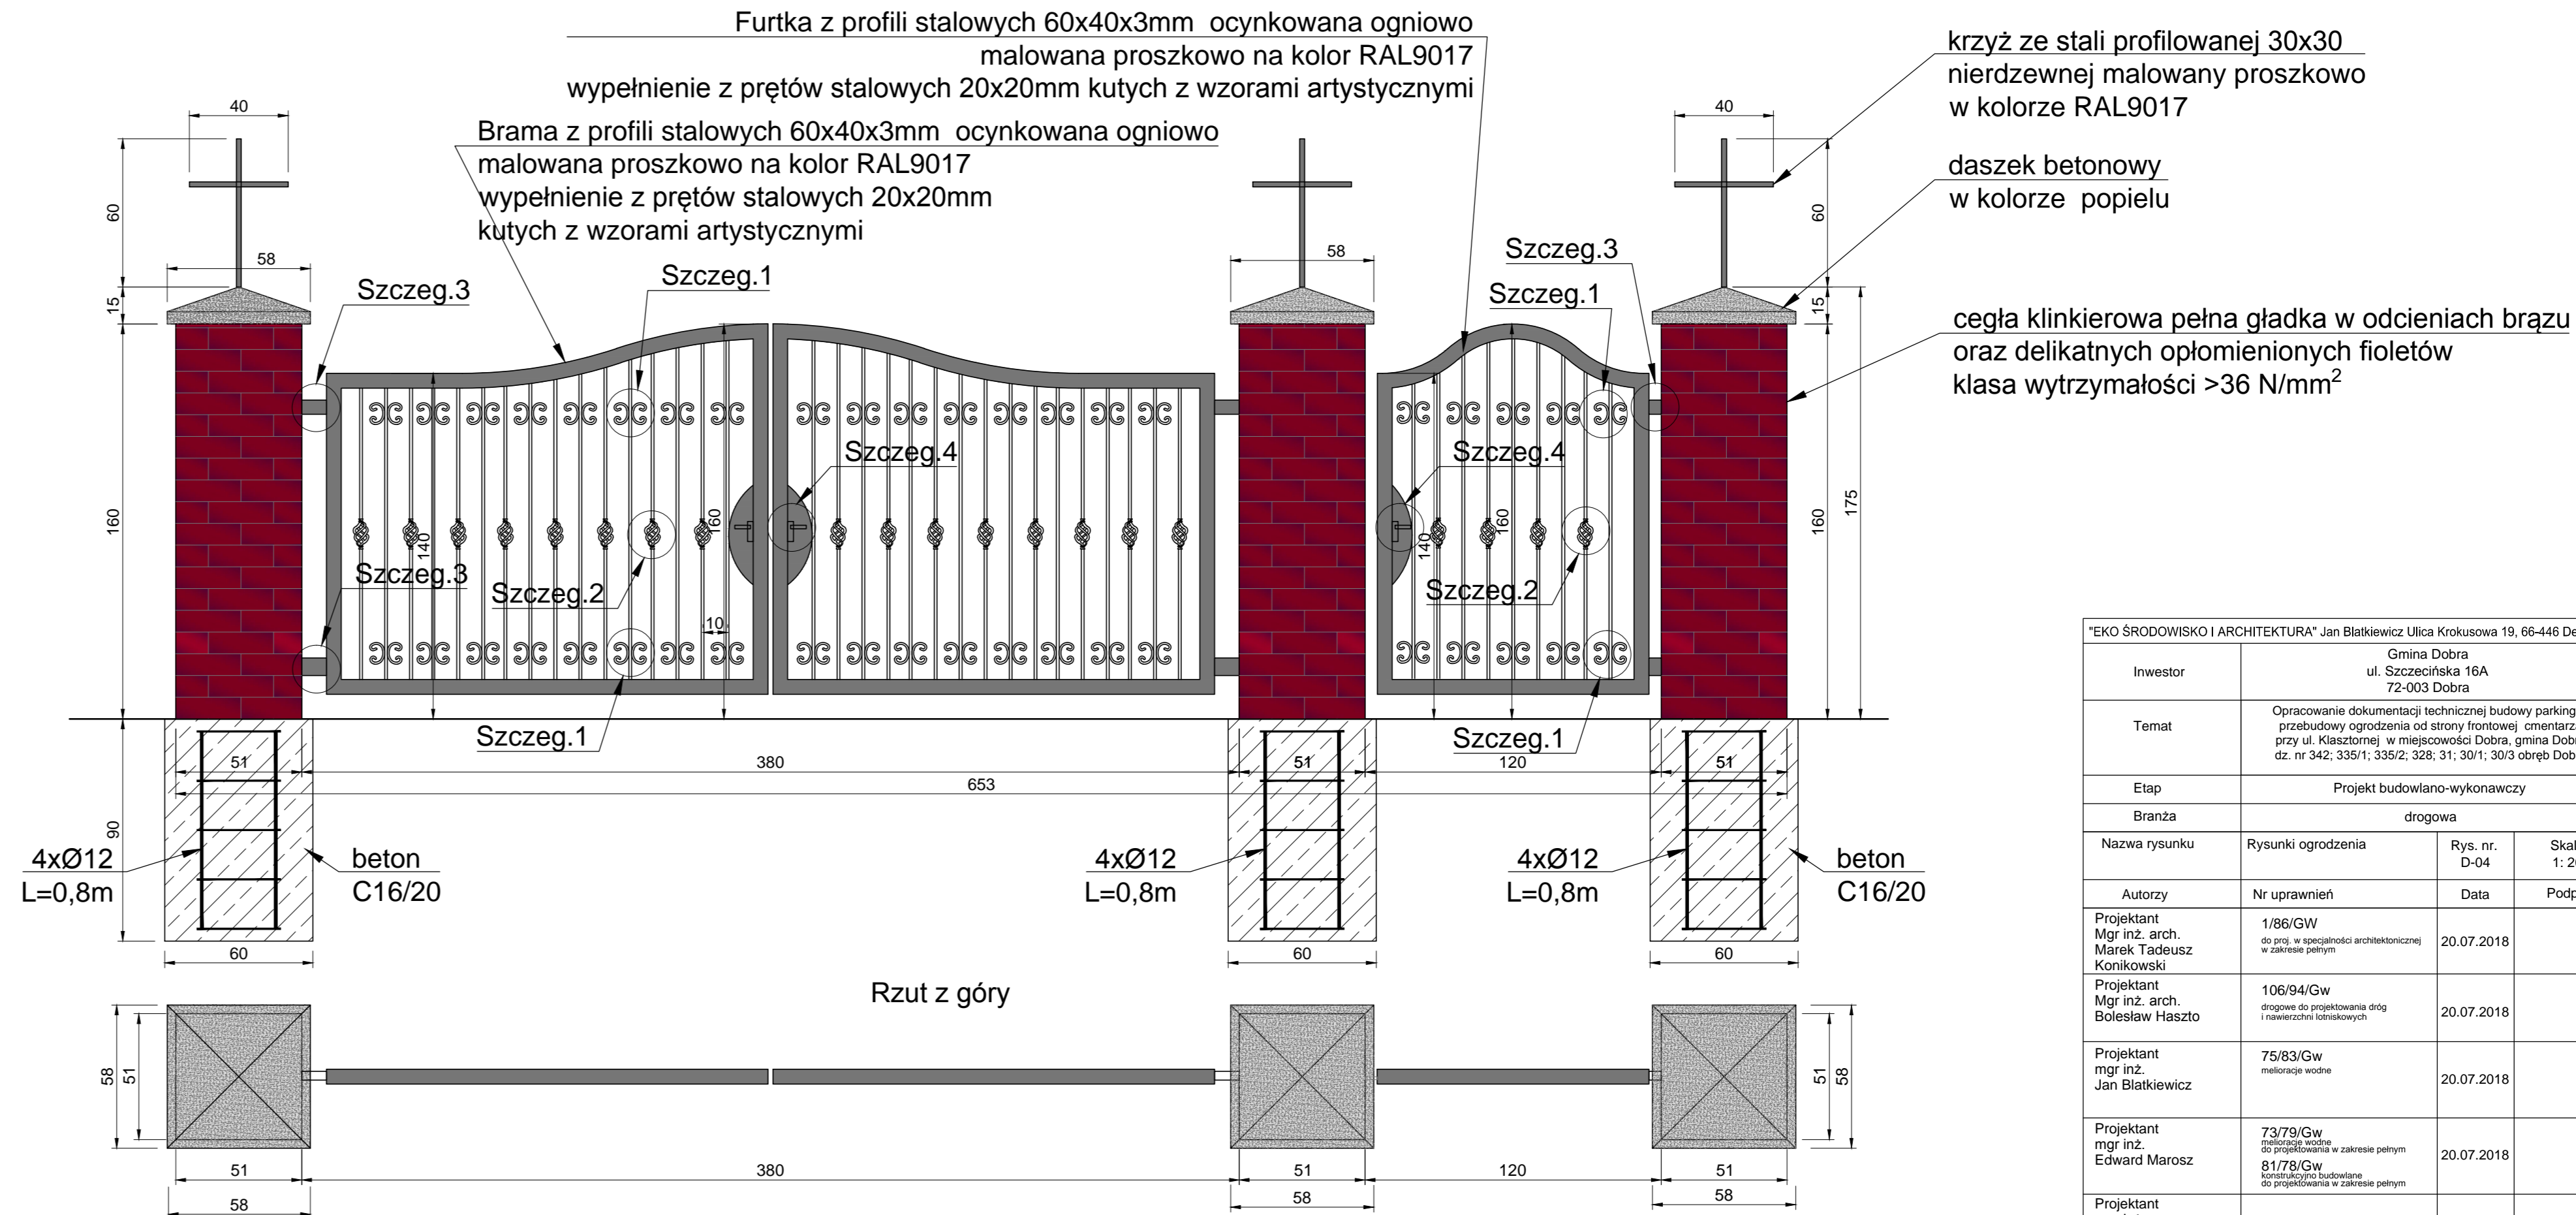 Furtka z profili stalowych 60x40x3mm  ocynkowana ogniowo
malowana proszkowo na kolor RAL9017
wypełnienie z prętów stalowych 20x20mm kutych z wzorami artystycznymi
Brama z profili stalowych 60x40x3mm  ocynkowana ogniowo
malowana proszkowo na kolor RAL9017
wypełnienie z prętów stalowych 20x20mm
kutych z wzorami artystycznymi
krzyż ze stali profilowanej 30x30
nierdzewnej malowany proszkowo
w kolorze RAL9017
daszek betonowy
w kolorze  popielu
cegła klinkierowa pełna gładka w odcieniach brązu
oraz delikatnych opłomienionych fioletów
klasa wytrzymałości >36 N/mm²
40
60
58
15
160
90
Szczeg.3
Szczeg.1
Szczeg.3
Szczeg.2
Szczeg.1
140
160
10
Szczeg.4
58
Szczeg.3
Szczeg.1
Szczeg.4
Szczeg.2
Szczeg.1
140
160
40
60
15
160
175
51
380
51
120
51
653
4xØ12
L=0,8m
beton
C16/20
4xØ12
L=0,8m
4xØ12
L=0,8m
beton
C16/20
60
60
60
Rzut z góry
58
51
51
58
51
380
51
120
51
58
58
58
"EKO ŚRODOWISKO I ARCHITEKTURA" Jan Blatkiewicz Ulica Krokusowa 19, 66-446 De
Inwestor
Gmina Dobra
ul. Szczecińska 16A
72-003 Dobra
Temat
Opracowanie dokumentacji technicznej budowy parking
przebudowy ogrodzenia od strony frontowej  cmentarz
przy ul. Klasztornej  w miejscowości Dobra, gmina Dob
dz. nr 342; 335/1; 335/2; 328; 31; 30/1; 30/3 obręb Dob
Etap
Projekt budowlano-wykonawczy
Branża
drogowa
Nazwa rysunku
Rysunki ogrodzenia
Rys. nr.
D-04
Skal
1: 2
Autorzy
Nr uprawnień
Data
Podp
Projektant
Mgr inż. arch.
Marek Tadeusz
Konikowski
1/86/GW
do proj. w specjalności architektonicznej
w zakresie pełnym
20.07.2018
Projektant
Mgr inż. arch.
Bolesław Haszto
106/94/Gw
drogowe do projektowania dróg
i nawierzchni lotniskowych
20.07.2018
Projektant
mgr inż.
Jan Blatkiewicz
75/83/Gw
melioracje wodne
20.07.2018
Projektant
mgr inż.
Edward Marosz
73/79/Gw
melioracje wodne
do projektowania w zakresie pełnym
81/78/Gw
konstrukcyjno budowlane
do projektowania w zakresie pełnym
20.07.2018
Projektant